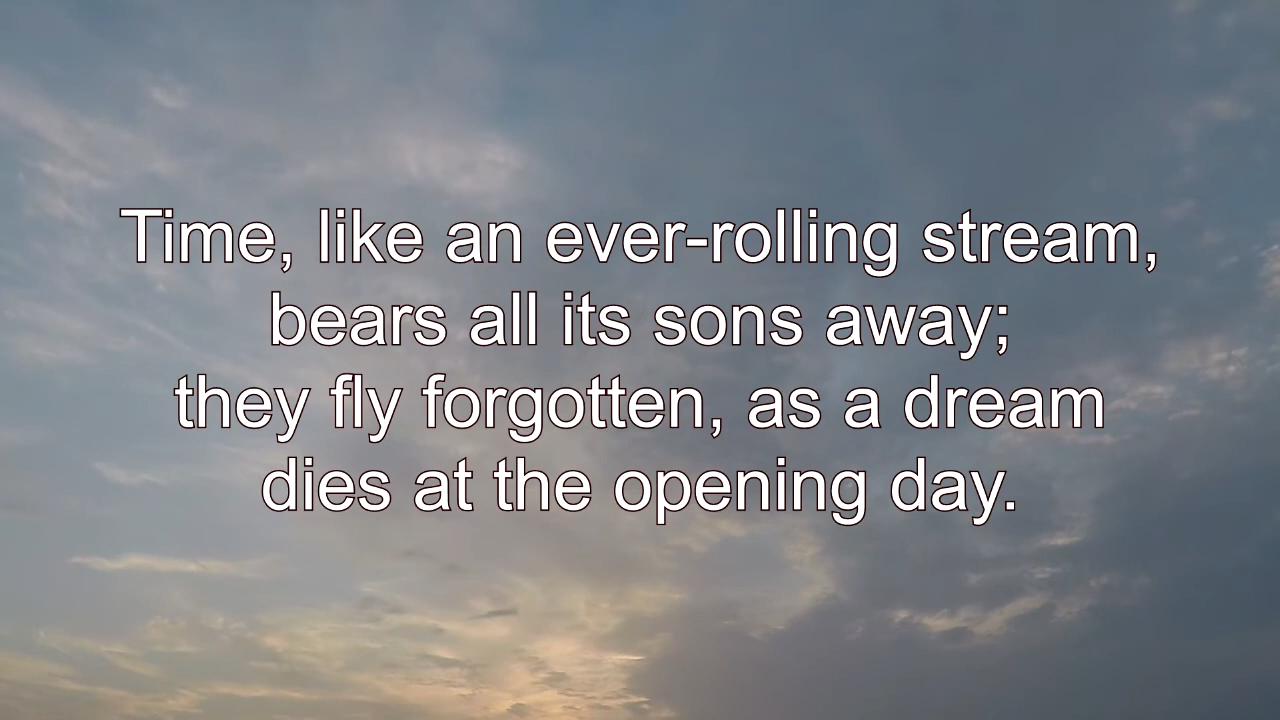 Time, like an ever-rolling stream,
bears all its sons away;
they fly forgotten, as a dream
dies at the opening day.